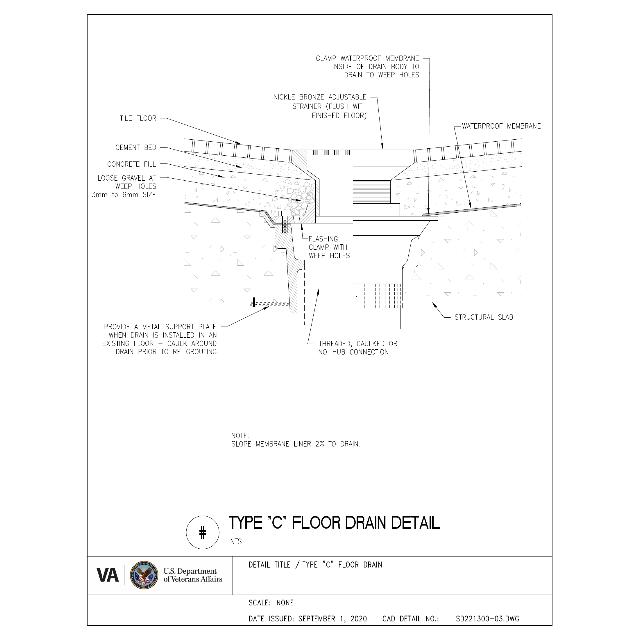 CLAMP WATERPROOF MEMBRANE
INSIDE OF DRAIN BODY TO
DRAIN TO WEEP HOLES
NICKLE BRONZE ADJUSTABLE
STRAINER (FLUSH WITH
FINISHED FLOOR)
TILE FLOOR
WATERPROOF MEMBRANE
CEMENT BED
CONCRETE FILL
LOOSE GRAVEL AT
WEEP HOLES
mm to 6mm SIZE
FLASHING
CLAMP WITH
WEEP HOLES
STRUCTURAL SLAB
PROVIDE A METAL SUPPORT PLATE
WHEN DRAIN IS INSTALLED IN AN
EXISTING FLOOR - CAULK AROUND
DRAIN PRIOR TO RE-GROUTING
THREADED, CAULKED OR
NO-HUB CONNECTION
NOTE:
SLOPE MEMBRANE LINER 2% TO DRAIN.
# TYPE "C" FLOOR DRAIN DETAIL
NTS
VA
U.S. Department
of Veterans Affairs
DETAIL TITLE / TYPE "C" FLOOR DRAIN
SCALE: NONE
DATE ISSUED: SEPTEMBER 1, 2020 CAD DETAIL NO.: SD221300-03.DWG